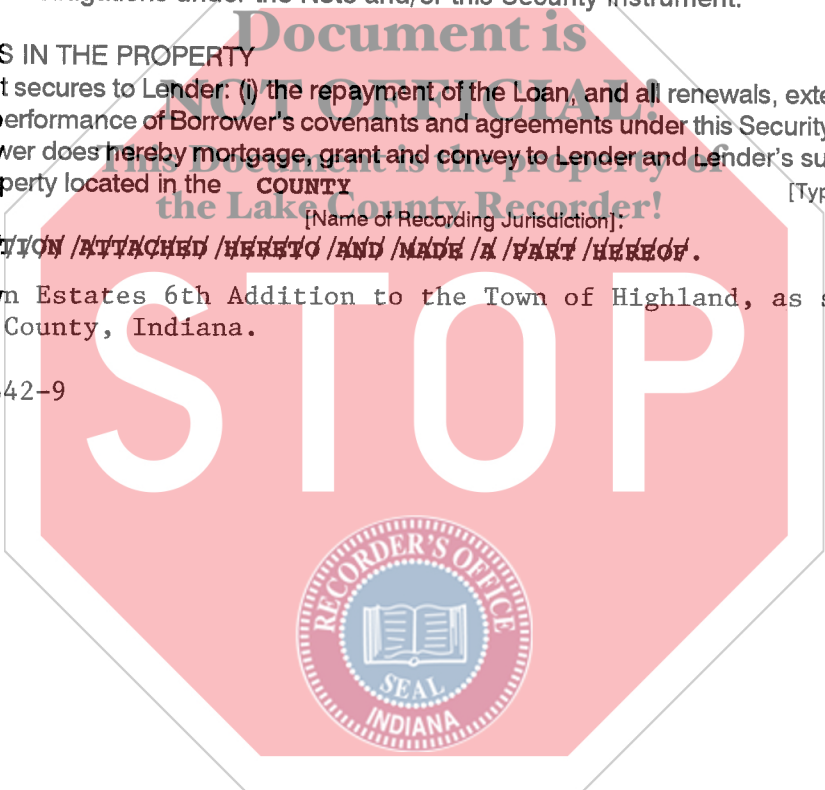 Obligations under the Note and/or this Security Instrument.
Document is
S IN THE PROPERTY
t secures to Lender: (i) the repayment of the Loan, and all renewals, exte
NOT OFFICIAL!
erformance of Borrower's covenants and agreements under this Security
wer does hereby mortgage, grant and convey to Lender and Lender's su
This Document is the property of
perty located in the COUNTY [Typ
the Lake County Recorder!
[Name of Recording Jurisdiction]:
TION ATTACHED HERETO AND MADE A PART HEREOF.
n Estates 6th Addition to the Town of Highland, as s
County, Indiana.
42-9
STOP
RECORDER'S OFFICE
SEAL
INDIANA